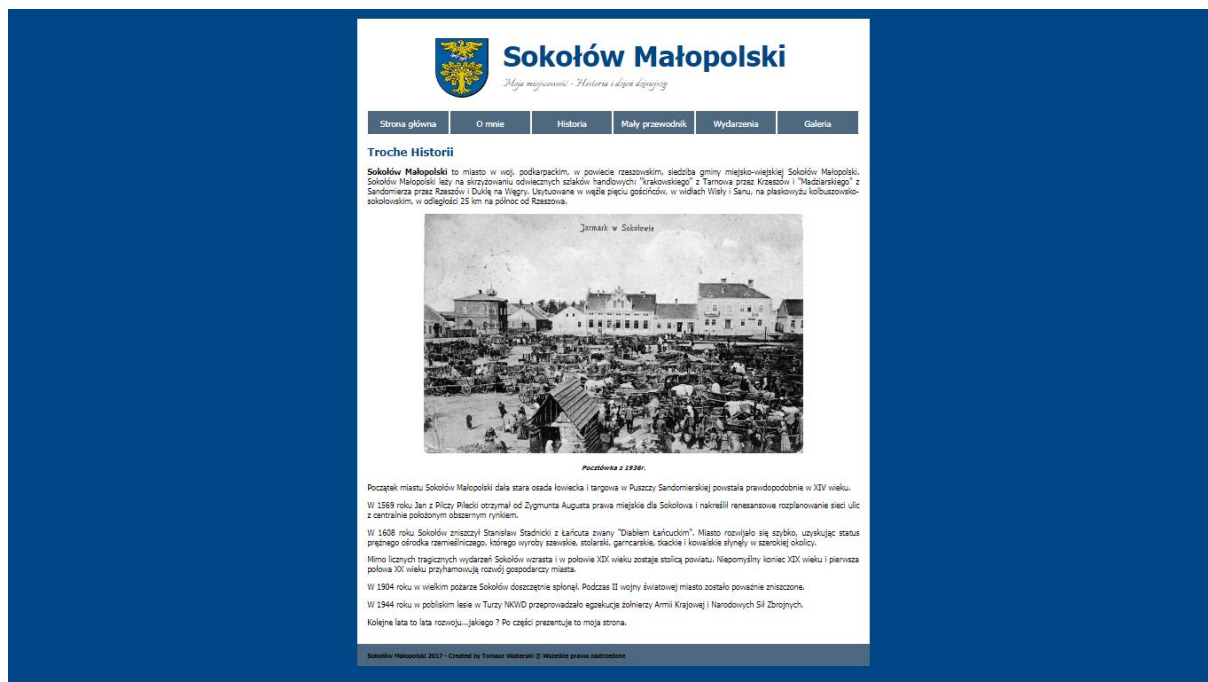 Sokołów Małopolski
Moja miejscowość - Historia i dzień dzisiejszy
Strona główna
O mnie
Historia
Mały przewodnik
Wydarzenia
Galeria
Troche Historii
Sokołów Małopolski to miasto w woj. podkarpackim, w powiecie rzeszowskim, siedziba gminy miejsko-wiejskiej Sokołów Małopolski.
Sokołów Małopolski leży na skrzyżowaniu odwiecznych szlaków handlowych: "krakowskiego" z Tarnowa przez Krzeszów i "Madziarskiego" z
Sandomierza przez Rzeszów i Duklę na Węgry. Usytuowane w węźle pięciu gościńców, w widłach Wisły i Sanu, na płaskowyżu kolbuszowsko-
sokołowskim, w odległości 25 km na północ od Rzeszowa.
Jarmark w Sokołowie
Pocztówka z 1936r.
Początek miastu Sokołów Małopolski dała stara osada łowiecka i targowa w Puszczy Sandomierskiej powstała prawdopodobnie w XIV wieku.
W 1569 roku Jan z Pilczy Pilecki otrzymał od Zygmunta Augusta prawa miejskie dla Sokołowa i nakreślił renesansowe rozplanowanie sieci ulic
z centralnie położonym obszernym rynkiem.
W 1608 roku Sokołów zniszczył Stanisław Stadnicki z Łańcuta zwany "Diabłem Łańcuckim". Miasto rozwijało się szybko, uzyskując status
prężnego ośrodka rzemieślniczego, którego wyroby szewskie, stolarski, garncarskie, tkackie i kowalskie słynęły w szerokiej okolicy.
Mimo licznych tragicznych wydarzeń Sokołów wzrasta i w połowie XIX wieku zostaje stolicą powiatu. Niepomyślny koniec XIX wieku i pierwsza
połowa XX wieku przyhamowują rozwój gospodarczy miasta.
W 1904 roku w wielkim pożarze Sokołów doszczętnie spłonął. Podczas II wojny światowej miasto zostało poważnie zniszczone.
W 1944 roku w pobliskim lesie w Turzy NKWD przeprowadzało egzekucje żołnierzy Armii Krajowej i Narodowych Sił Zbrojnych.
Kolejne lata to lata rozwoju...jakiego ? Po części prezentuje to moja strona.
Sokołów Małopolski 2017 - Created by Tomasz Waberski © Wszelkie prawa zastrzeżone